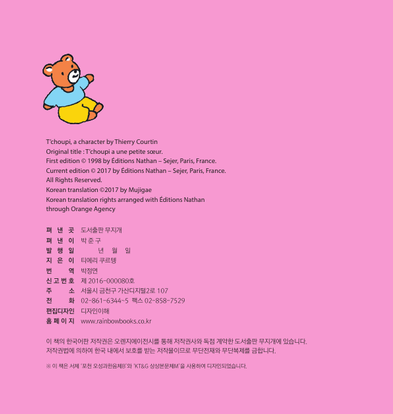 T'choupi, a character by Thierry Courtin
Original title : T'choupi a une petite sœur.
First edition © 1998 by Éditions Nathan – Sejer, Paris, France.
Current edition © 2017 by Éditions Nathan – Sejer, Paris, France.
All Rights Reserved.
Korean translation ©2017 by Mujigae
Korean translation rights arranged with Éditions Nathan
through Orange Agency
펴 낸 곳 도서출판 무지개
펴 낸 이 박 준 구
발 행 일 년 월 일
지 은 이 티에리 쿠르탱
번 역 박정연
신 고 번 호 제 2016-000080호
주 소 서울시 금천구 가산디지털2로 107
전 화 02-861-6344~5 팩스 02-858-7529
편집디자인 디자인이매
홈 페 이 지 www.rainbowbooks.co.kr
이 책의 한국어판 저작권은 오렌지에이전시를 통해 저작권사와 독점 계약한 도서출판 무지개에 있습니다.
저작권법에 의하여 한국 내에서 보호를 받는 저작물이므로 무단전재와 무단복제를 금합니다.
※ 이 책은 서체 '포천 오성과한음체B'와 'KT&G 상상본문체M'을 사용하여 디자인되었습니다.